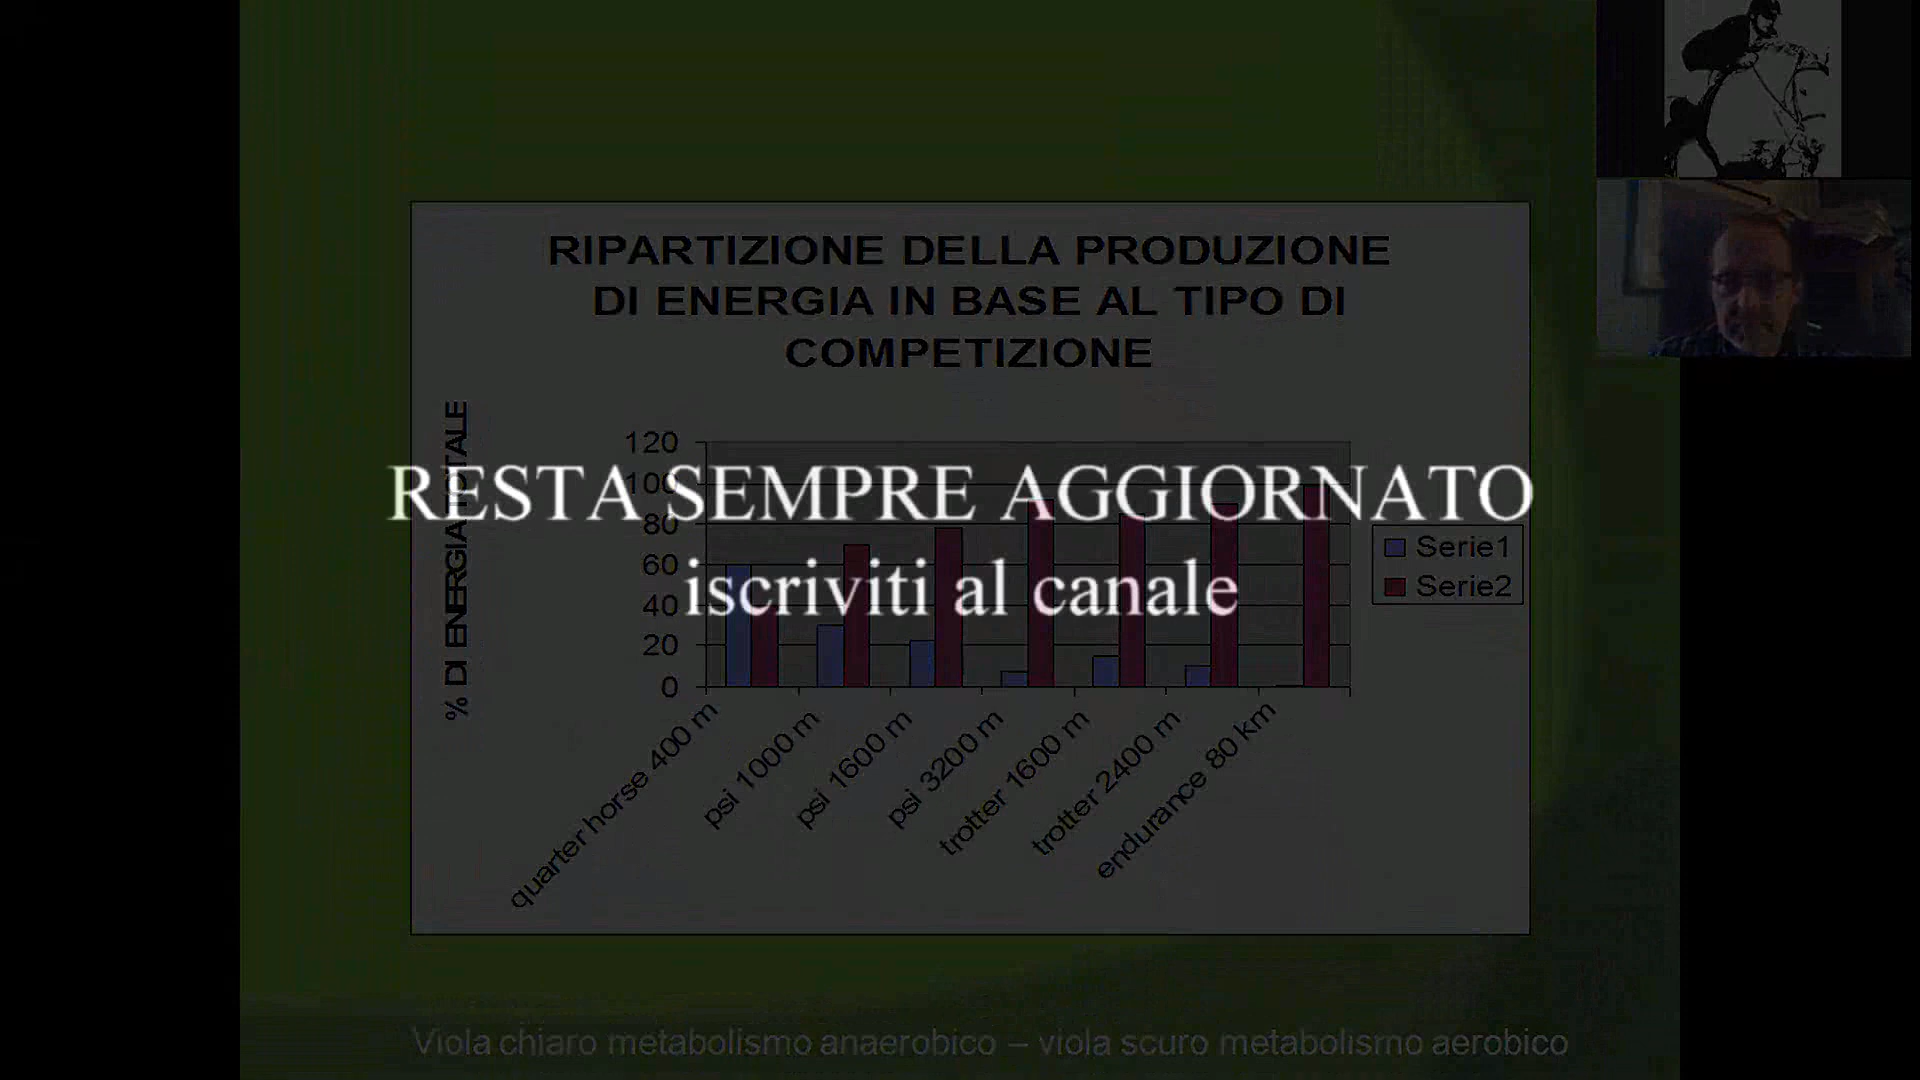 RIPARTIZIONE DELLA PRODUZIONE
DI ENERGIA IN BASE AL TIPO DI
COMPETIZIONE
% DI ENERGIA TOTALE
120
100
80
60
40
20
0
RESTA SEMPRE AGGIORNATO
iscriviti al canale
Serie1
Serie2
quarter horse 400 m
psi 1000 m
psi 1600 m
psi 3200 m
trotter 1600 m
trotter 2400 m
endurance 80 km
Viola chiaro metabolismo anaerobico – viola scuro metabolismo aerobico